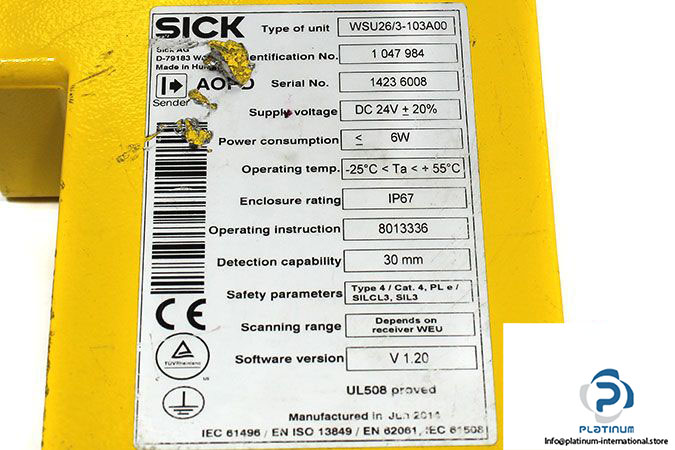 SICK
Sick AG
D-79183
Made in
Sender
Type of unit WSU26/3-103A00
Identification No. 1 047 984
Serial No. 1423 6008
Supply voltage DC 24V ± 20%
Power consumption ≤ 6W
Operating temp. -25°C < Ta < + 55°C
Enclosure rating IP67
Operating instruction 8013336
Detection capability 30 mm
Safety parameters Type 4 / Cat. 4, PL e / SILCL3, SIL3
Scanning range Depends on receiver WEU
Software version V 1.20
CE
TÜVRheinland
C US
UL508 proved
Manufactured in Jun 2014
IEC 61496 / EN ISO 13849 / EN 62061, IEC 61508
PLATINUM
Info@platinum-international.store